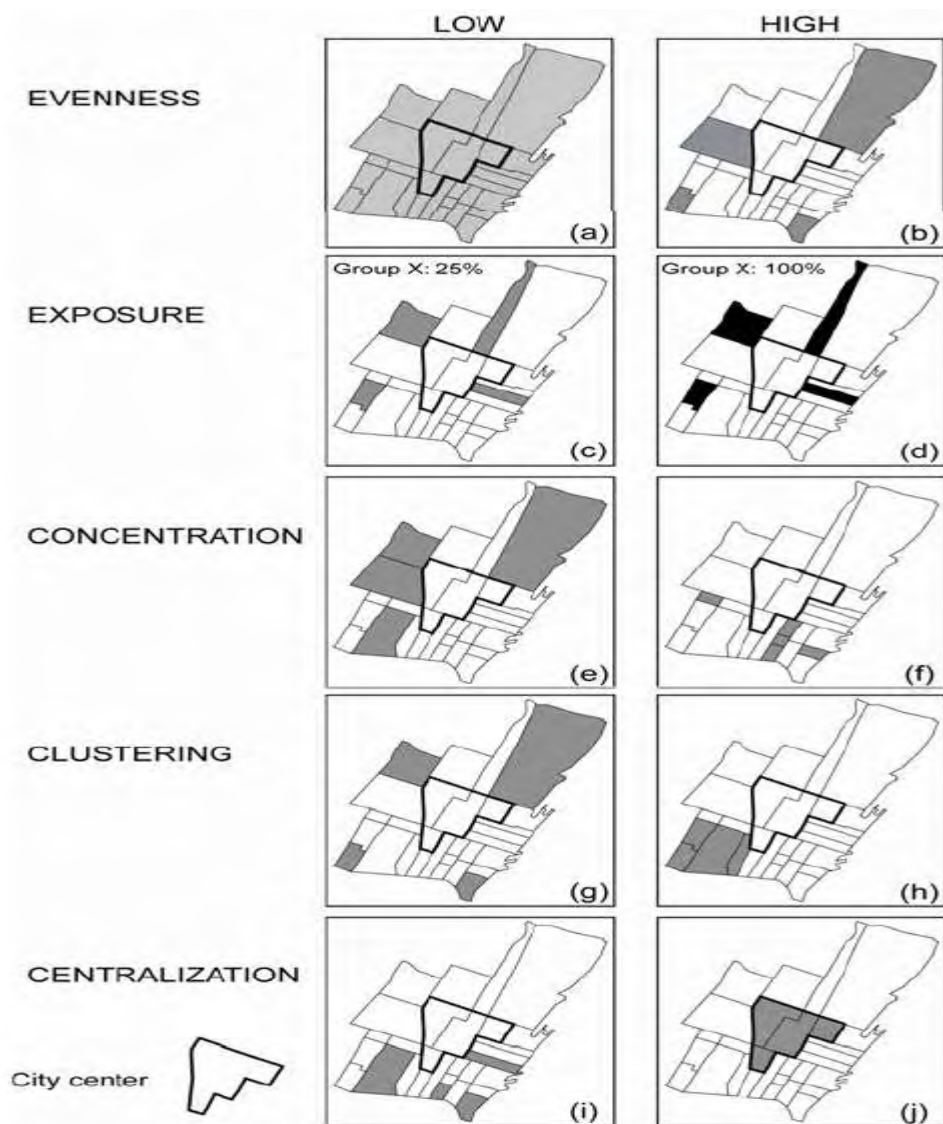 LOW HIGH
EVENNESS
(a) (b)
Group X: 25% Group X: 100%
EXPOSURE
(c) (d)
CONCENTRATION
(e) (f)
CLUSTERING
(g) (h)
CENTRALIZATION
City center
(i) (j)